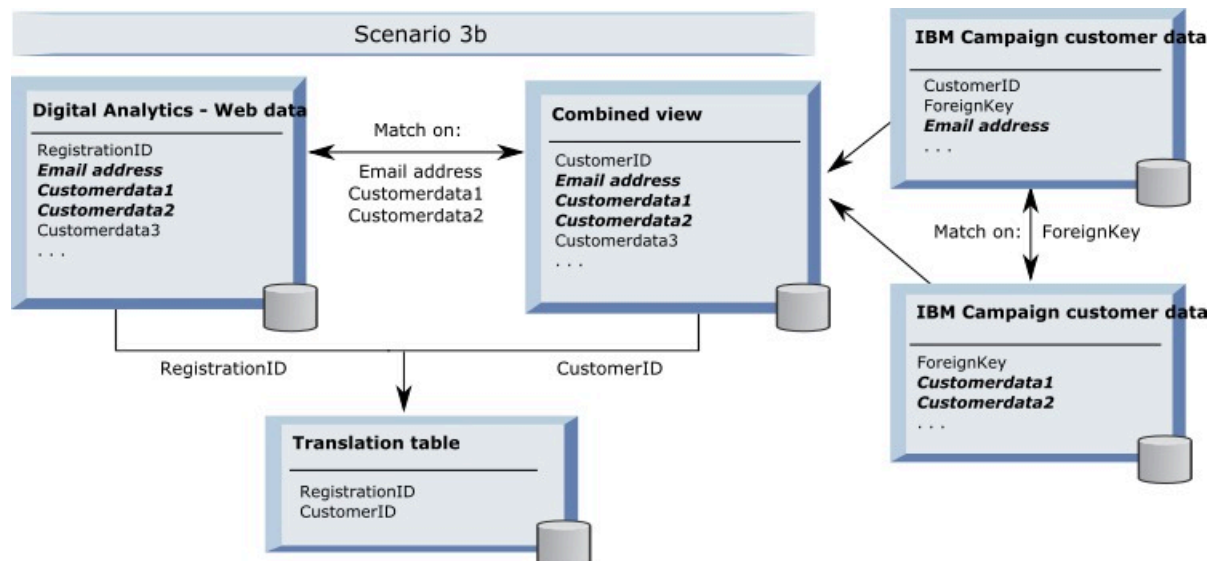 Scenario 3b
Digital Analytics - Web data
RegistrationID
Email address
Customerdata1
Customerdata2
Customerdata3
. . .
Match on:
Email address
Customerdata1
Customerdata2
Combined view
CustomerID
Email address
Customerdata1
Customerdata2
Customerdata3
. . .
IBM Campaign customer data
CustomerID
ForeignKey
Email address
. . .
Match on: ForeignKey
IBM Campaign customer data
ForeignKey
Customerdata1
Customerdata2
. . .
RegistrationID
CustomerID
Translation table
RegistrationID
CustomerID